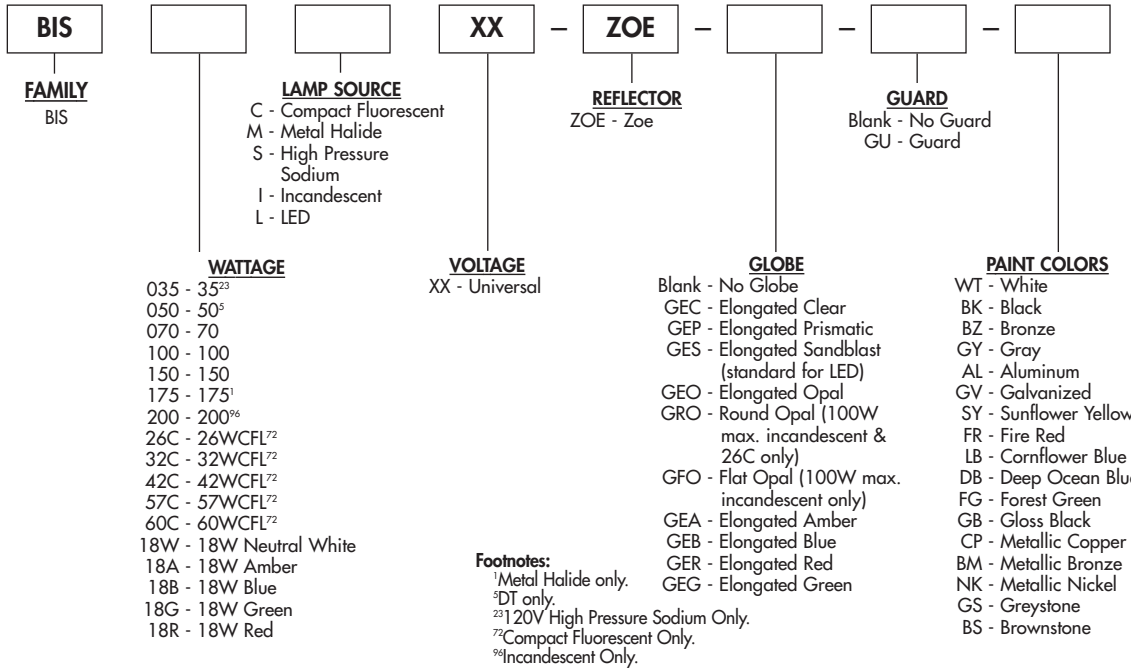 BIS XX – ZOE – – –
FAMILY
BIS
LAMP SOURCE
C - Compact Fluorescent
M - Metal Halide
S - High Pressure
Sodium
I - Incandescent
L - LED
REFLECTOR
ZOE - Zoe
GUARD
Blank - No Guard
GU - Guard
WATTAGE
035 - 35²³
050 - 50⁵
070 - 70
100 - 100
150 - 150
175 - 175¹
200 - 200⁹⁶
26C - 26WCFL⁷²
32C - 32WCFL⁷²
42C - 42WCFL⁷²
57C - 57WCFL⁷²
60C - 60WCFL⁷²
18W - 18W Neutral White
18A - 18W Amber
18B - 18W Blue
18G - 18W Green
18R - 18W Red
VOLTAGE
XX - Universal
GLOBE
Blank - No Globe
GEC - Elongated Clear
GEP - Elongated Prismatic
GES - Elongated Sandblast
(standard for LED)
GEO - Elongated Opal
GRO - Round Opal (100W
max. incandescent &
26C only)
GFO - Flat Opal (100W max.
incandescent only)
GEA - Elongated Amber
GEB - Elongated Blue
GER - Elongated Red
GEG - Elongated Green
PAINT COLORS
WT - White
BK - Black
BZ - Bronze
GY - Gray
AL - Aluminum
GV - Galvanized
SY - Sunflower Yellow
FR - Fire Red
LB - Cornflower Blue
DB - Deep Ocean Blue
FG - Forest Green
GB - Gloss Black
CP - Metallic Copper
BM - Metallic Bronze
NK - Metallic Nickel
GS - Greystone
BS - Brownstone
Footnotes:
¹Metal Halide only.
⁵DT only.
²³120V High Pressure Sodium Only.
⁷²Compact Fluorescent Only.
⁹⁶Incandescent Only.